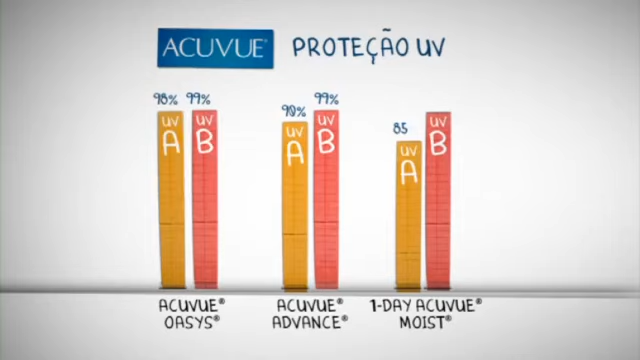 ACUVUE® PROTEÇÃO UV
98% 99%
90% 99%
85
UV A
UV B
UV A
UV B
UV A
UV B
ACUVUE®
OASYS®
ACUVUE®
ADVANCE®
1-DAY ACUVUE®
MOIST®